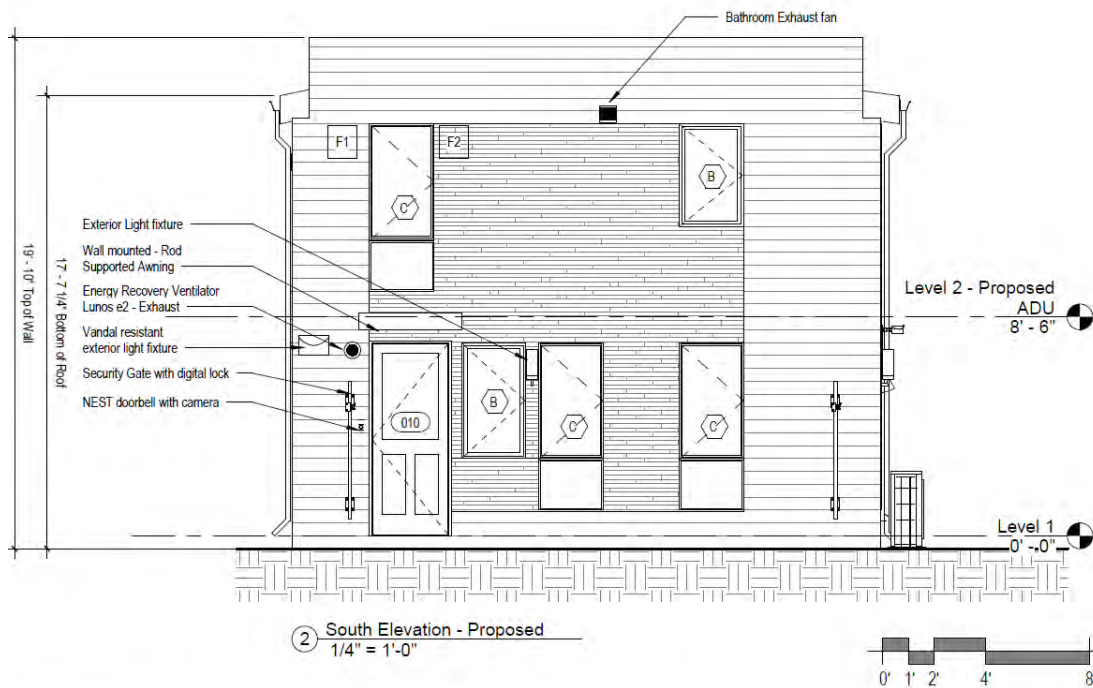 Bathroom Exhaust fan
F1
F2
C
B
Exterior Light fixture
Wall mounted - Rod
Supported Awning
Energy Recovery Ventilator
Lunos e2 - Exhaust
Vandal resistant
exterior light fixture
Security Gate with digital lock
NEST doorbell with camera
19' - 10" Top of Wall
17' - 7 1/4" Bottom of Roof
Level 2 - Proposed
ADU
8' - 6"
010
B
C
C
Level 1
0' - 0"
2
South Elevation - Proposed
1/4" = 1'-0"
0' 1' 2' 4' 8